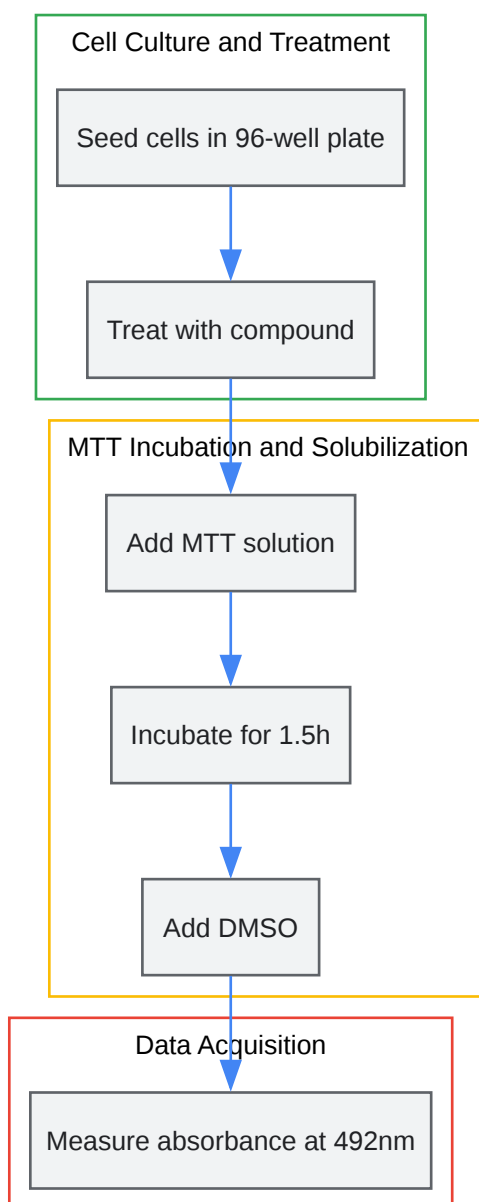 Cell Culture and Treatment
Seed cells in 96-well plate
Treat with compound
MTT Incubation and Solubilization
Add MTT solution
Incubate for 1.5h
Add DMSO
Data Acquisition
Measure absorbance at 492nm